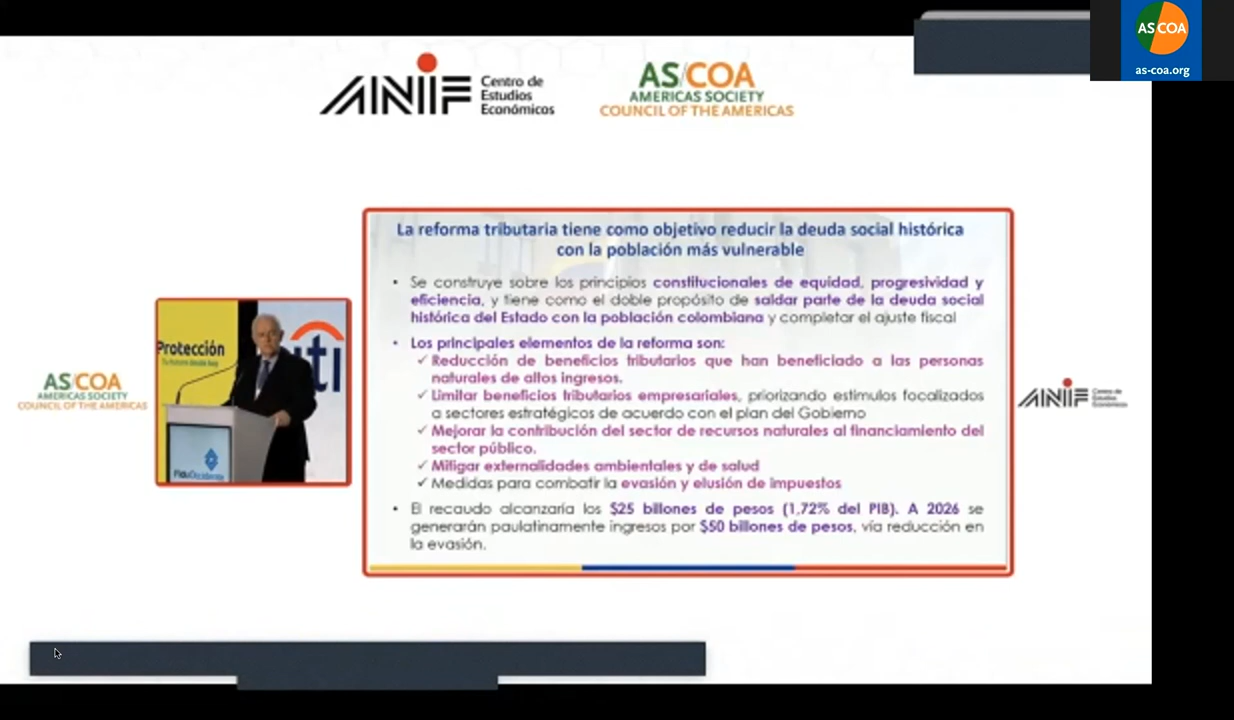 AS/COA
as-coa.org
ANIF
Centro de
Estudios
Económicos
AS/COA
AMERICAS SOCIETY
COUNCIL OF THE AMERICAS
La reforma tributaria tiene como objetivo reducir la deuda social histórica
con la población más vulnerable
• Se construye sobre los principios constitucionales de equidad, progresividad y
eficiencia, y tiene como el doble propósito de saldar parte de la deuda social
histórica del Estado con la población colombiana y completar el ajuste fiscal
• Los principales elementos de la reforma son:
✓ Reducción de beneficios tributarios que han beneficiado a las personas
naturales de altos ingresos.
✓ Limitar beneficios tributarios empresariales, priorizando estímulos focalizados
a sectores estratégicos de acuerdo con el plan del Gobierno
✓ Mejorar la contribución del sector de recursos naturales al financiamiento del
sector público.
✓ Mitigar externalidades ambientales y de salud
✓ Medidas para combatir la evasión y elusión de impuestos
• El recaudo alcanzaría los $25 billones de pesos (1,72% del PIB). A 2026 se
generarán paulatinamente ingresos por $50 billones de pesos, vía reducción en
la evasión.
Protección
iti
FiduOccidente
AS/COA
AMERICAS SOCIETY
COUNCIL OF THE AMERICAS
ANIF
Centro de
Estudios
Económicos